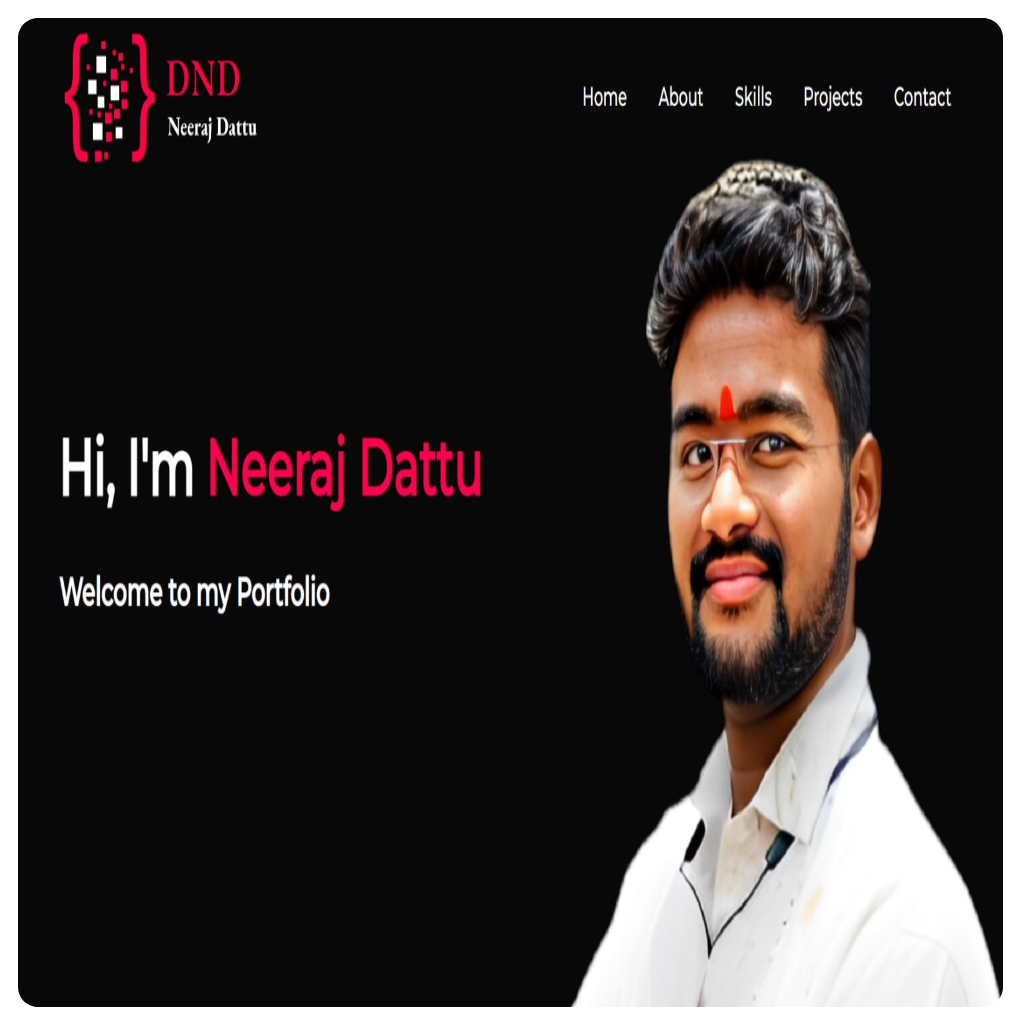 DND
Neeraj Dattu
Home About Skills Projects Contact
Hi, I'm Neeraj Dattu
Welcome to my Portfolio